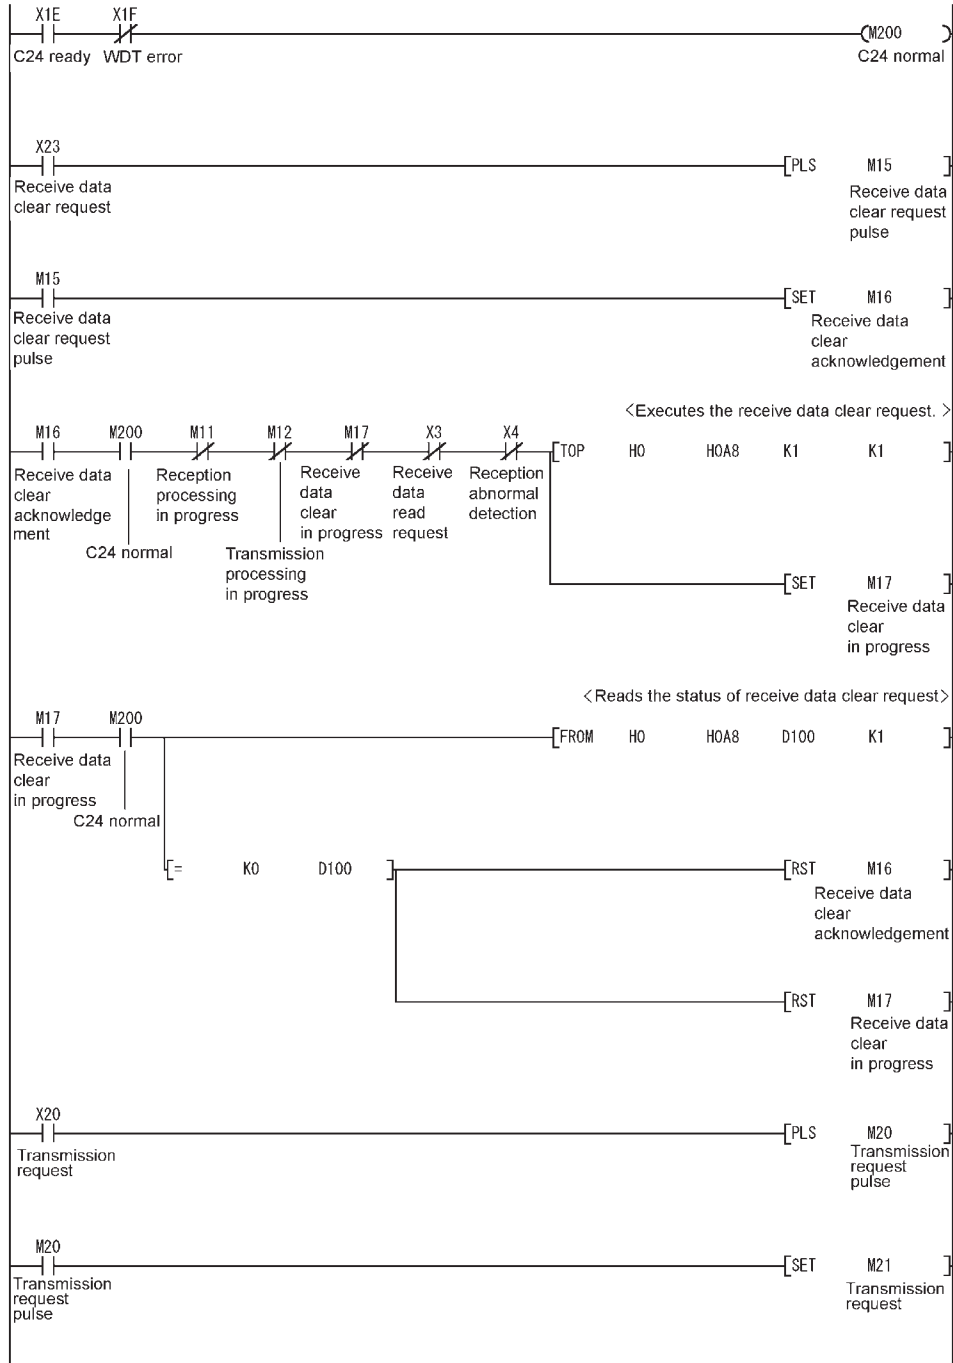 X1E X1F
(M200 )
C24 ready WDT error C24 normal
X23
[PLS M15 ]
Receive data
clear request
Receive data
clear request
pulse
M15
[SET M16 ]
Receive data
clear request
pulse
Receive data
clear
acknowledgement
<Executes the receive data clear request. >
M16 M200 M11 M12 M17 X3 X4
[TOP H0 H0A8 K1 K1 ]
Receive data
clear
acknowledge
ment
C24 normal
Reception
processing
in progress
Transmission
processing
in progress
Receive
data
clear
in progress
Receive
data
read
request
Reception
abnormal
detection
[SET M17 ]
Receive data
clear
in progress
<Reads the status of receive data clear request>
M17 M200
[FROM H0 H0A8 D100 K1 ]
Receive data
clear
in progress
C24 normal
[= K0 D100 ]
[RST M16 ]
Receive data
clear
acknowledgement
[RST M17 ]
Receive data
clear
in progress
X20
[PLS M20 ]
Transmission
request
Transmission
request
pulse
M20
[SET M21 ]
Transmission
request
pulse
Transmission
request